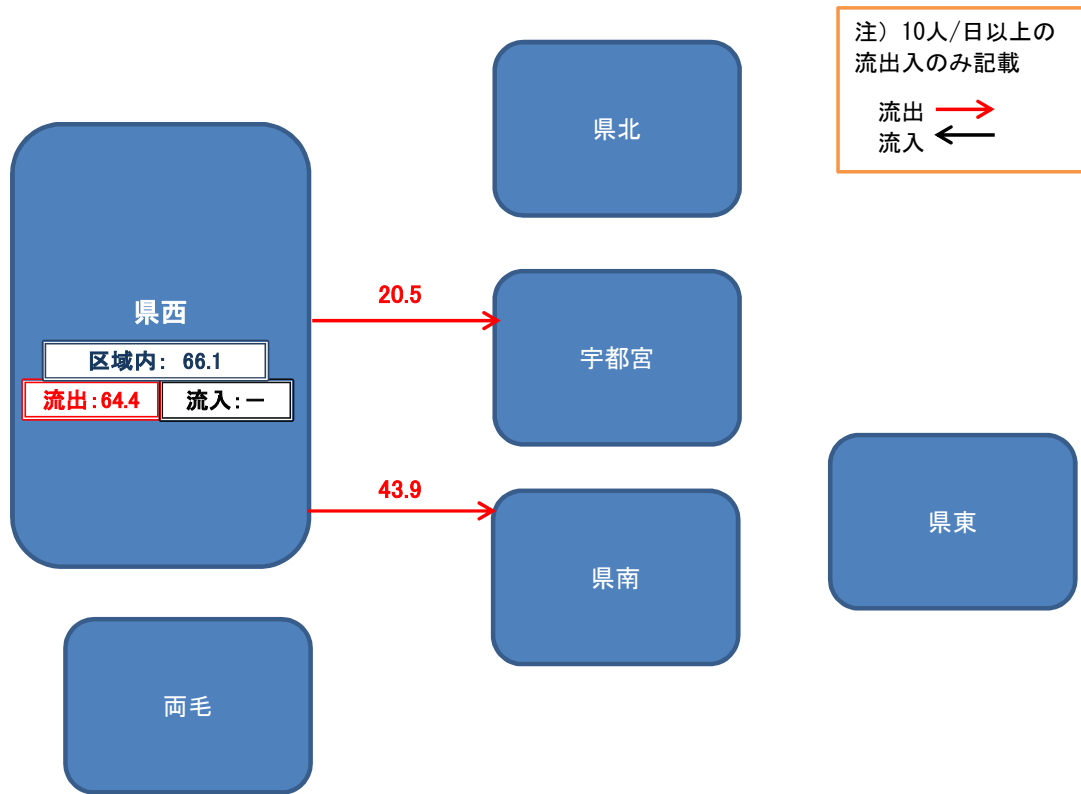 注）10人/日以上の
流出入のみ記載
流出
流入
県北
県西
区域内： 66.1
流出：64.4
流入：－
20.5
宇都宮
43.9
県南
県東
両毛